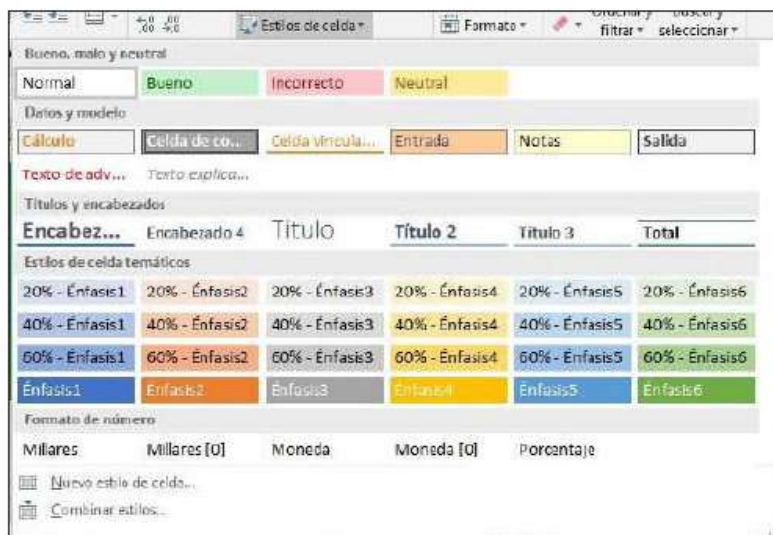 ,00 ,00
Estilos de celda
Formato
Ordenar y
Buscar y
filtrar
seleccionar
Bueno, malo y neutral
Normal Bueno Incorrecto Neutral
Datos y modelo
Cálculo Celda de co... Celda vincula... Entrada Notas Salida
Texto de adv... Texto explica...
Títulos y encabezados
Encabez... Encabezado 4 Título Título 2 Título 3 Total
Estilos de celda temáticos
20% - Énfasis1 20% - Énfasis2 20% - Énfasis3 20% - Énfasis4 20% - Énfasis5 20% - Énfasis6
40% - Énfasis1 40% - Énfasis2 40% - Énfasis3 40% - Énfasis4 40% - Énfasis5 40% - Énfasis6
60% - Énfasis1 60% - Énfasis2 60% - Énfasis3 60% - Énfasis4 60% - Énfasis5 60% - Énfasis6
Énfasis1 Énfasis2 Énfasis3 Énfasis4 Énfasis5 Énfasis6
Formato de número
Millares Millares [0] Moneda Moneda [0] Porcentaje
Nuevo estilo de celda...
Combinar estilos...